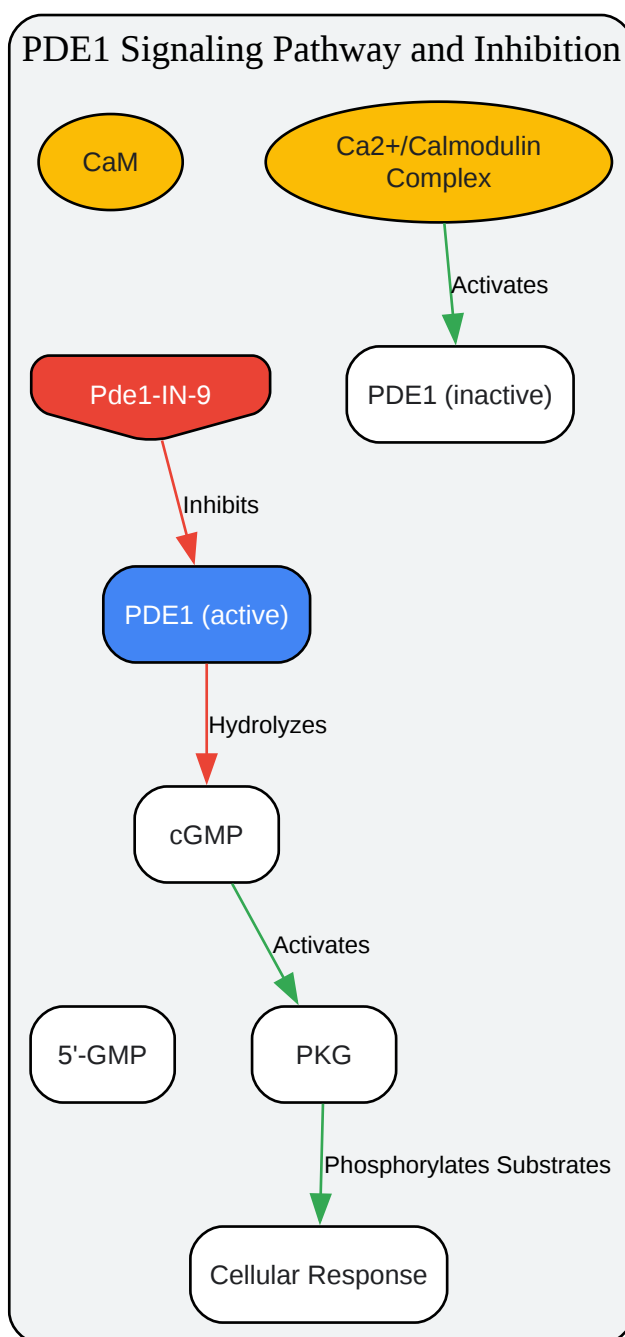 PDE1 Signaling Pathway and Inhibition
CaM
Ca2+/Calmodulin
Complex
Activates
Pde1-IN-9
PDE1 (inactive)
Inhibits
PDE1 (active)
Hydrolyzes
cGMP
Activates
5'-GMP
PKG
Phosphorylates Substrates
Cellular Response